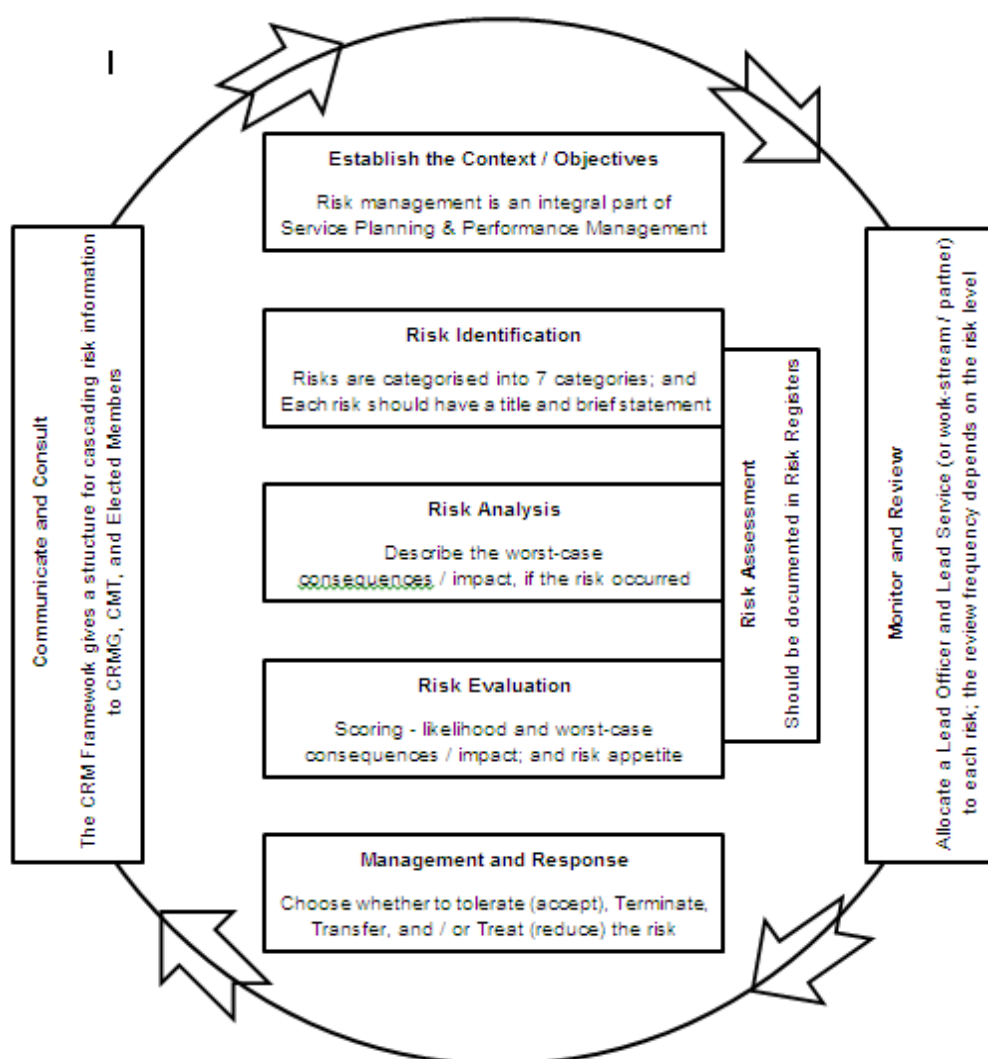 I
Establish the Context / Objectives
Risk management is an integral part of
Service Planning & Performance Management
Risk Identification
Risks are categorised into 7 categories; and
Each risk should have a title and brief statement
Risk Analysis
Describe the worst-case
consequences / impact, if the risk occurred
Risk Evaluation
Scoring - likelihood and worst-case
consequences / impact; and risk appetite
Management and Response
Choose whether to tolerate (accept), Terminate,
Transfer, and / or Treat (reduce) the risk
Communicate and Consult
The CRM Framework gives a structure for cascading risk information
to CRMG, CMT, and Elected Members
Risk Assessment
Should be documented in Risk Registers
Monitor and Review
Allocate a Lead Officer and Lead Service (or work-stream / partner)
to each risk; the review frequency depends on the risk level